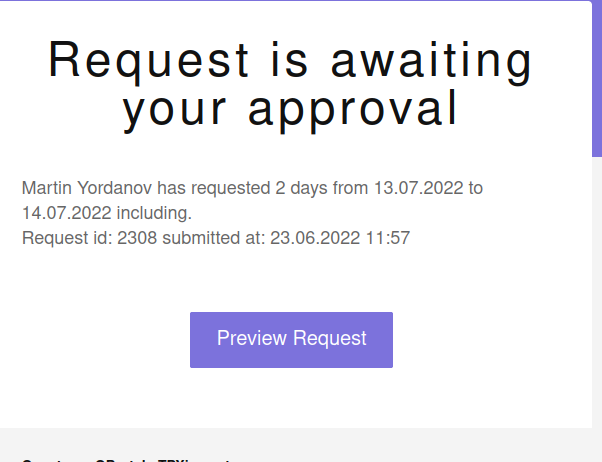 Request is awaiting
your approval
Martin Yordanov has requested 2 days from 13.07.2022 to
14.07.2022 including.
Request id: 2308 submitted at: 23.06.2022 11:57
Preview Request